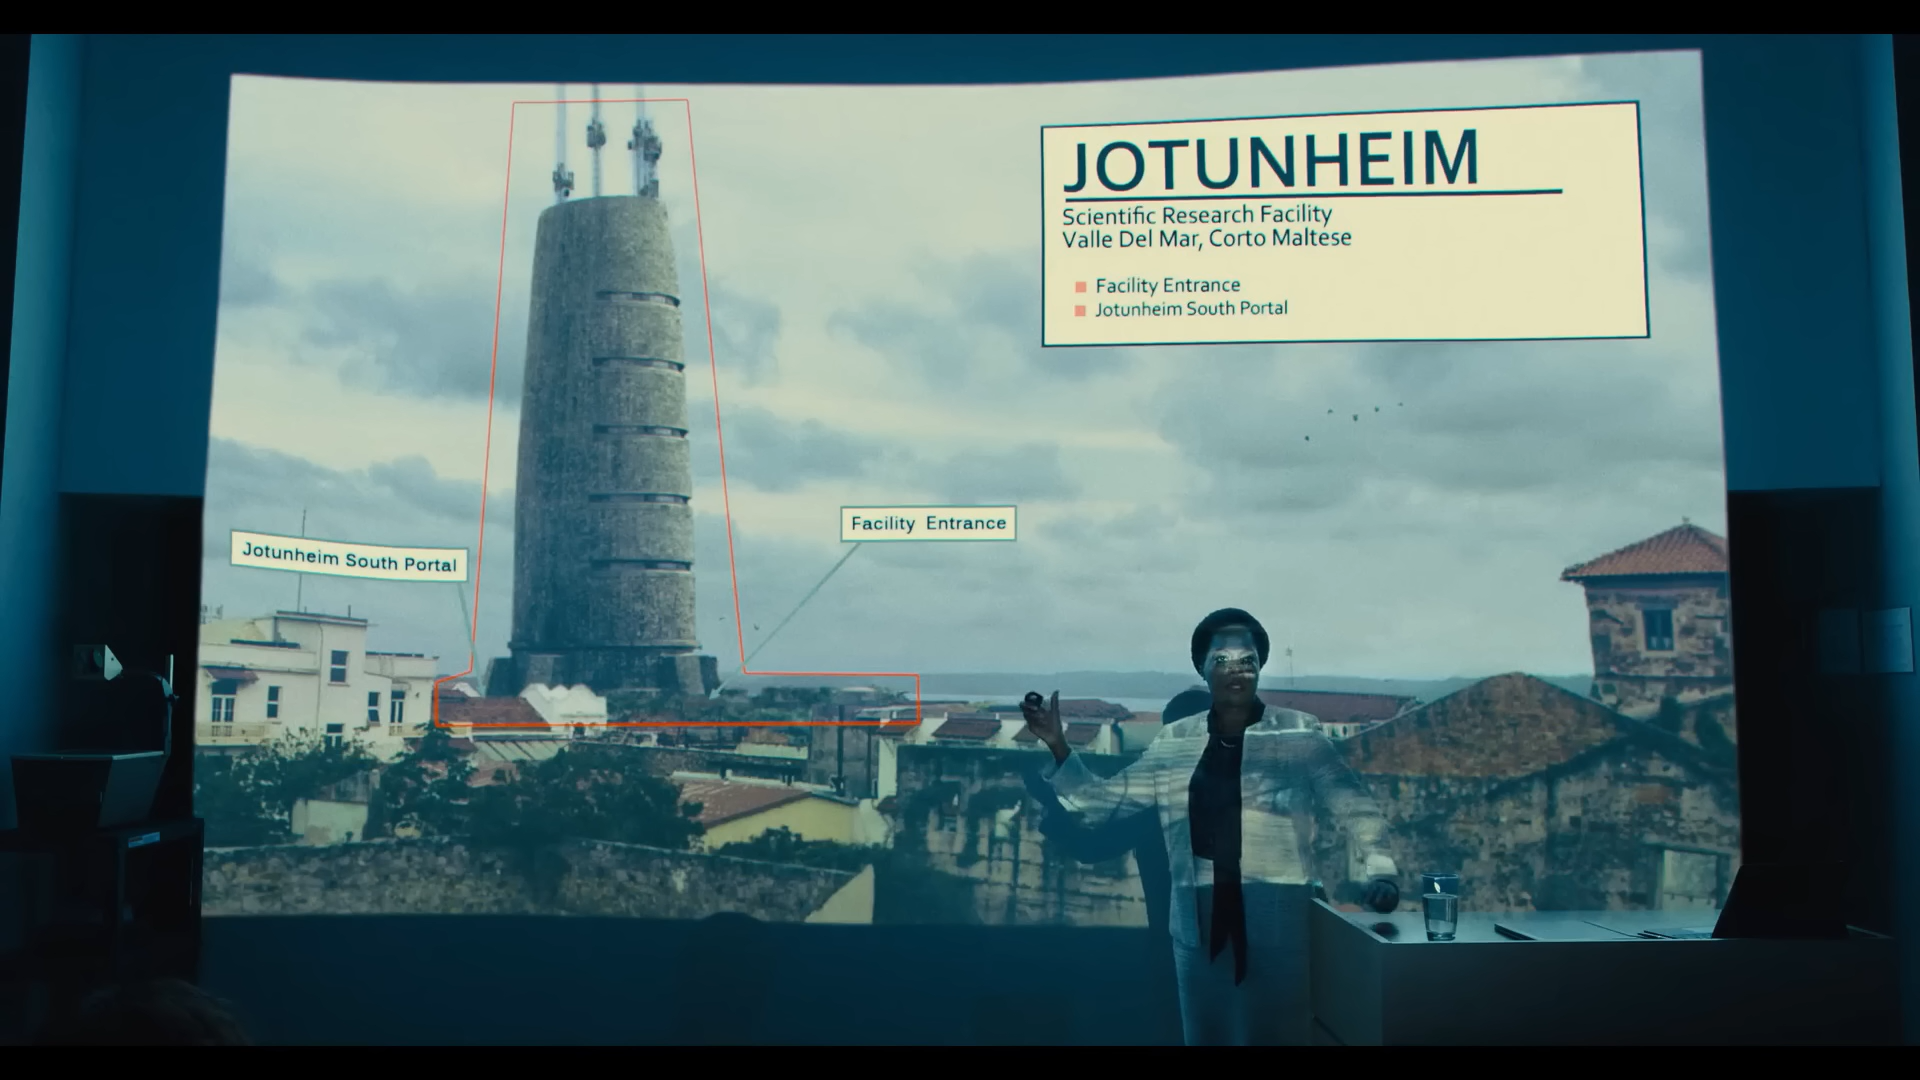 JOTUNHEIM
Scientific Research Facility
Valle Del Mar, Corto Maltese
Facility Entrance
Jotunheim South Portal
Facility Entrance
Jotunheim South Portal